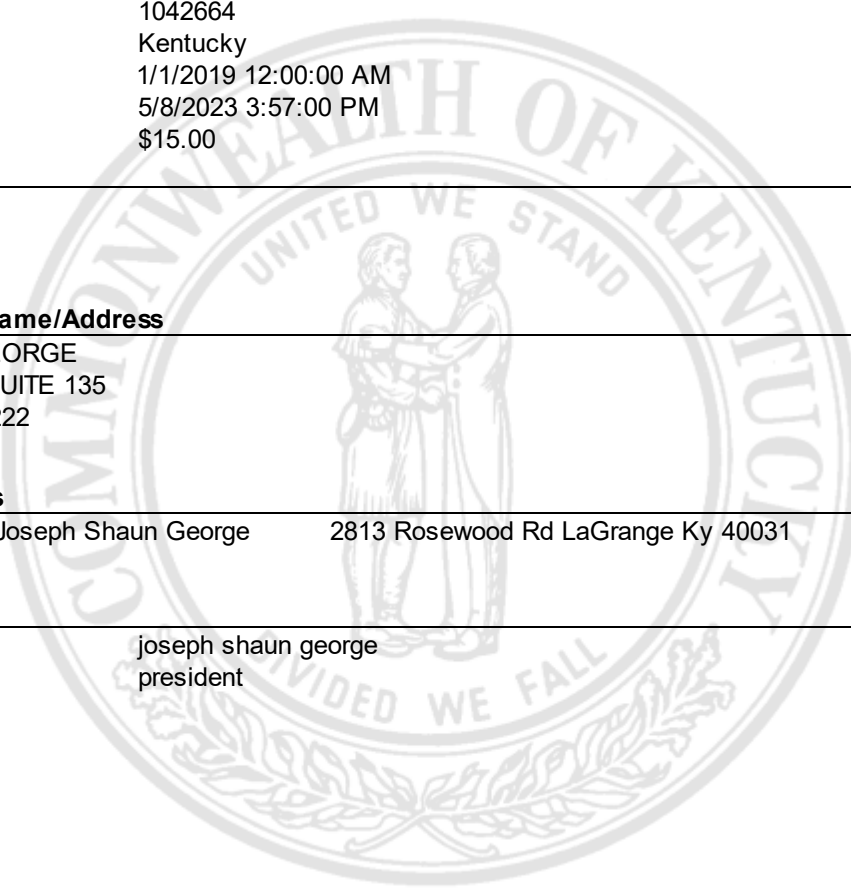 1042664
Kentucky
1/1/2019 12:00:00 AM
5/8/2023 3:57:00 PM
$15.00
COMMONWEALTH OF KENTUCKY
UNITED WE STAND
ame/Address
ORGE
UITE 135
222
s
Joseph Shaun George 2813 Rosewood Rd LaGrange Ky 40031
joseph shaun george
president
DIVIDED WE FALL